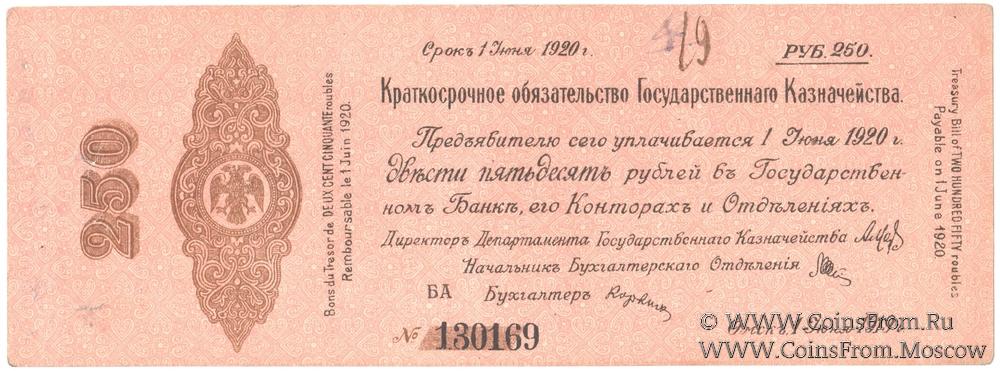 Срокъ 1 Июня 1920 г.
РУБ. 250.
Краткосрочное обязательство Государственнаго Казначейства.
Предъявителю сего уплачивается 1 Июня 1920 г.
двѣсти пятьдесятъ рублей въ Государствен-
номъ Банкѣ, его Конторахъ и Отдѣленіяхъ.
Директоръ Департамента Государственнаго Казначейства
Начальникъ Бухгалтерскаго Отдѣленія
БА Бухгалтеръ
№ 130169
250
Bons du Tresor de DEUX CENT CINQUANTE roubles
Remboursable le 1 Juin 1920.
Treasury Bill of TWO HUNDRED FIFTY roubles
Payable on 1 June 1920.
© WWW.CoinsFrom.Ru
WWW.CoinsFrom.Moscow